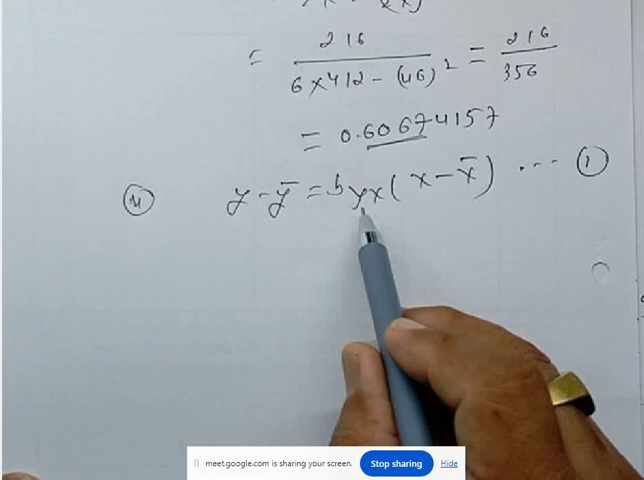 = 216 / 6×412 - (46)² = 216 / 356
= 0.60674157
(ii) y - ȳ = byx (x - x̄) ---- (1)
meet.google.com is sharing your screen. Stop sharing Hide